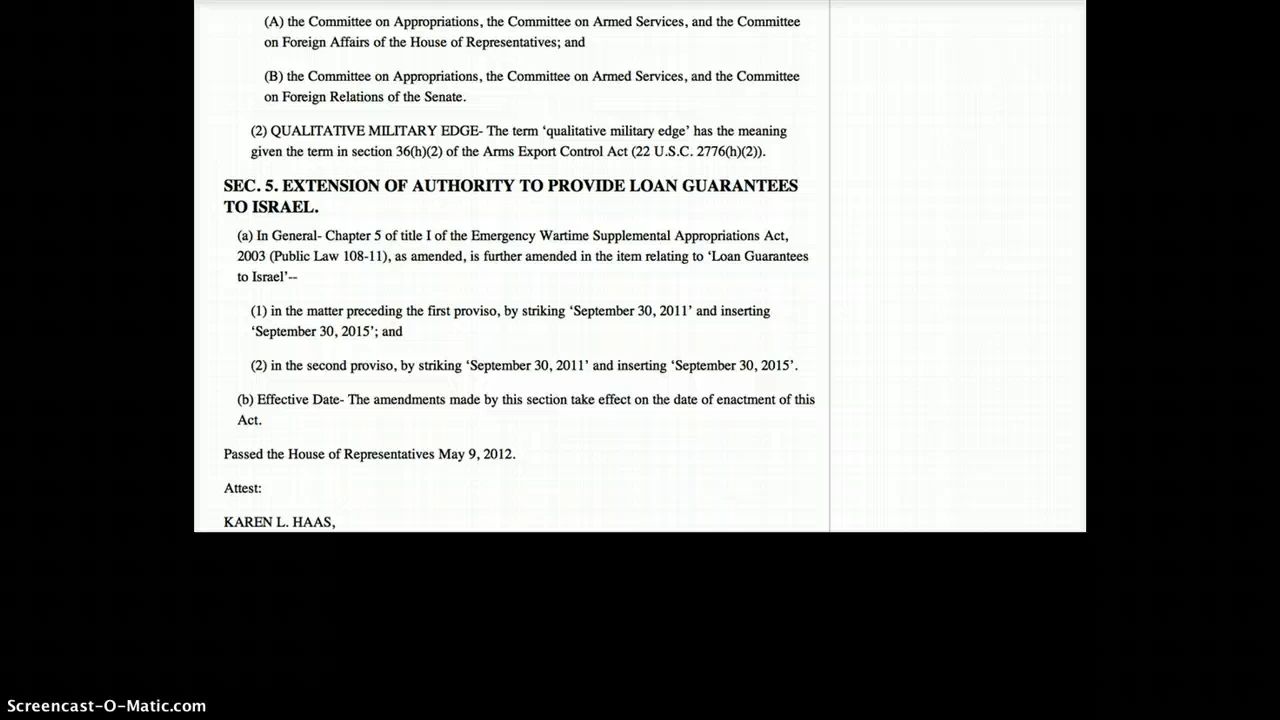 (A) the Committee on Appropriations, the Committee on Armed Services, and the Committee
on Foreign Affairs of the House of Representatives; and
(B) the Committee on Appropriations, the Committee on Armed Services, and the Committee
on Foreign Relations of the Senate.
(2) QUALITATIVE MILITARY EDGE- The term ‘qualitative military edge’ has the meaning
given the term in section 36(h)(2) of the Arms Export Control Act (22 U.S.C. 2776(h)(2)).
SEC. 5. EXTENSION OF AUTHORITY TO PROVIDE LOAN GUARANTEES
TO ISRAEL.
(a) In General- Chapter 5 of title I of the Emergency Wartime Supplemental Appropriations Act,
2003 (Public Law 108-11), as amended, is further amended in the item relating to ‘Loan Guarantees
to Israel’--
(1) in the matter preceding the first proviso, by striking ‘September 30, 2011’ and inserting
‘September 30, 2015’; and
(2) in the second proviso, by striking ‘September 30, 2011’ and inserting ‘September 30, 2015’.
(b) Effective Date- The amendments made by this section take effect on the date of enactment of this
Act.
Passed the House of Representatives May 9, 2012.
Attest:
KAREN L. HAAS,
Screencast-O-Matic.com